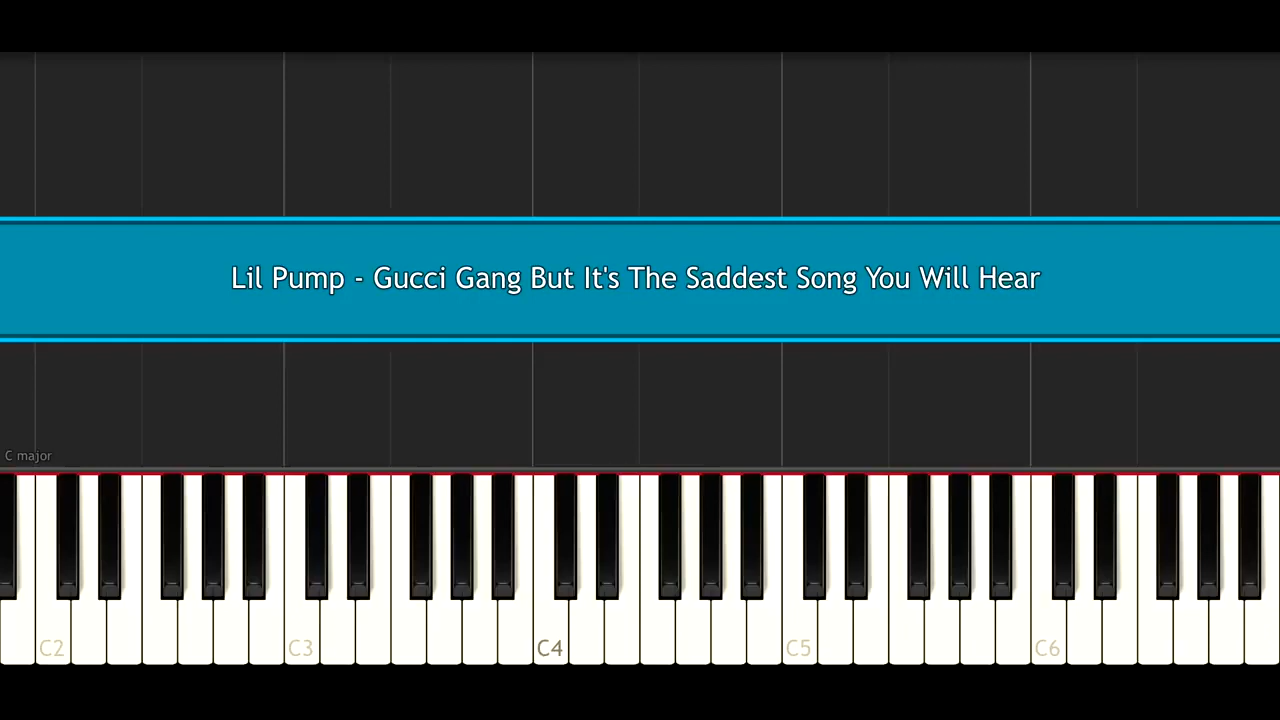 Lil Pump - Gucci Gang But It's The Saddest Song You Will Hear
C major
C2 C3 C4 C5 C6